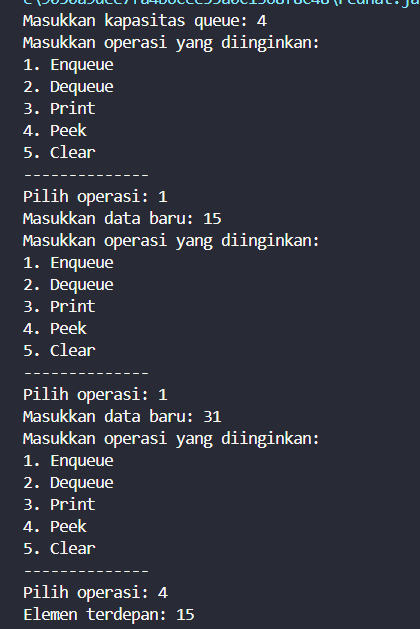 Masukkan kapasitas queue: 4
Masukkan operasi yang diinginkan:
1. Enqueue
2. Dequeue
3. Print
4. Peek
5. Clear
--------------
Pilih operasi: 1
Masukkan data baru: 15
Masukkan operasi yang diinginkan:
1. Enqueue
2. Dequeue
3. Print
4. Peek
5. Clear
--------------
Pilih operasi: 1
Masukkan data baru: 31
Masukkan operasi yang diinginkan:
1. Enqueue
2. Dequeue
3. Print
4. Peek
5. Clear
--------------
Pilih operasi: 4
Elemen terdepan: 15